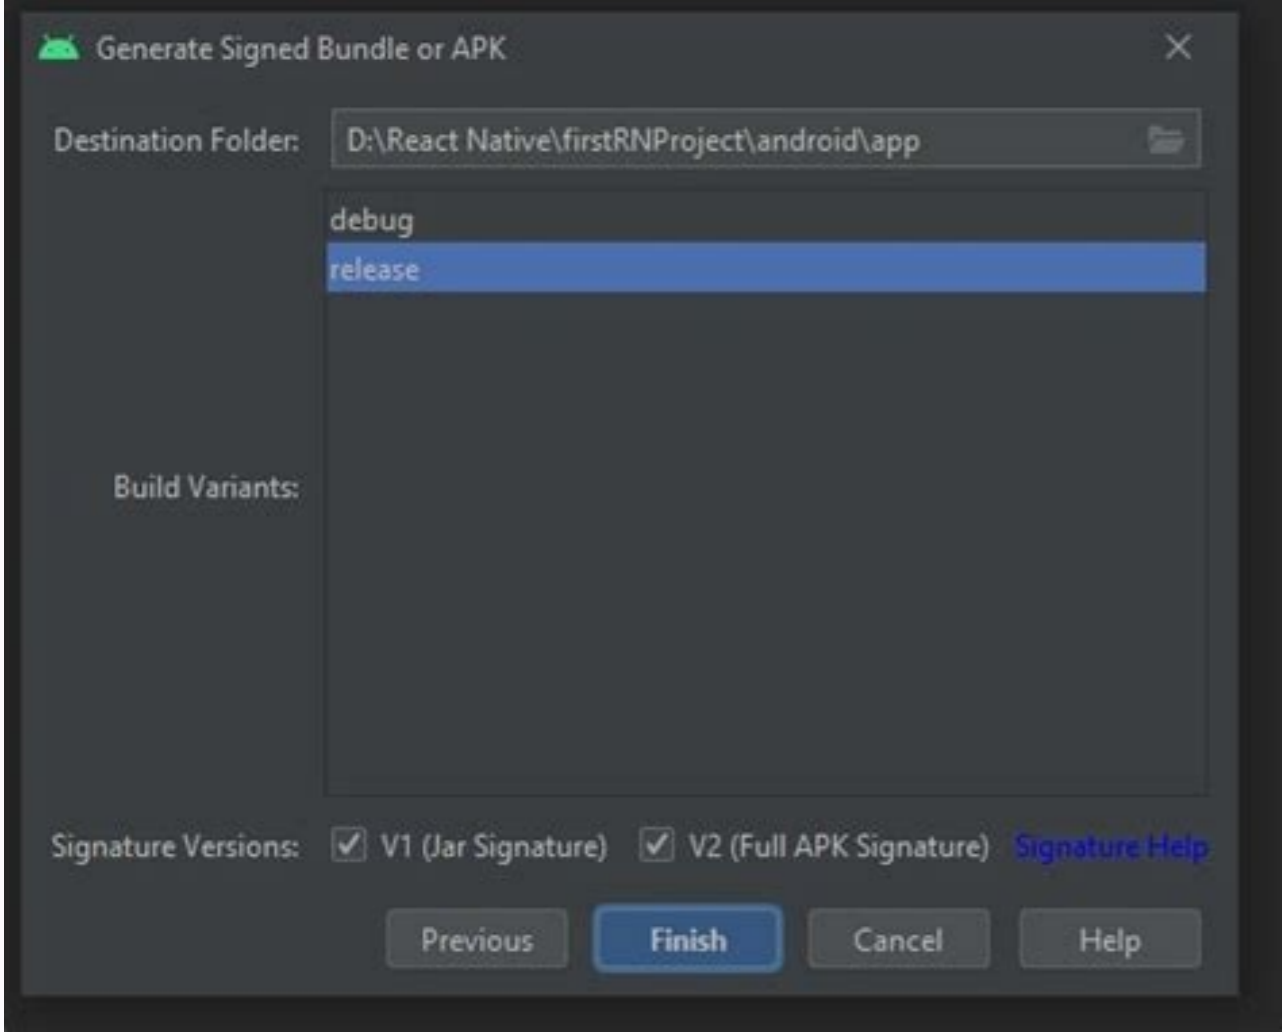 Generate Signed Bundle or APK
Destination Folder: D:\React Native\firstRNProject\android\app
debug
release
Build Variants:
Signature Versions: V1 (Jar Signature) V2 (Full APK Signature) Signature Help
Previous Finish Cancel Help